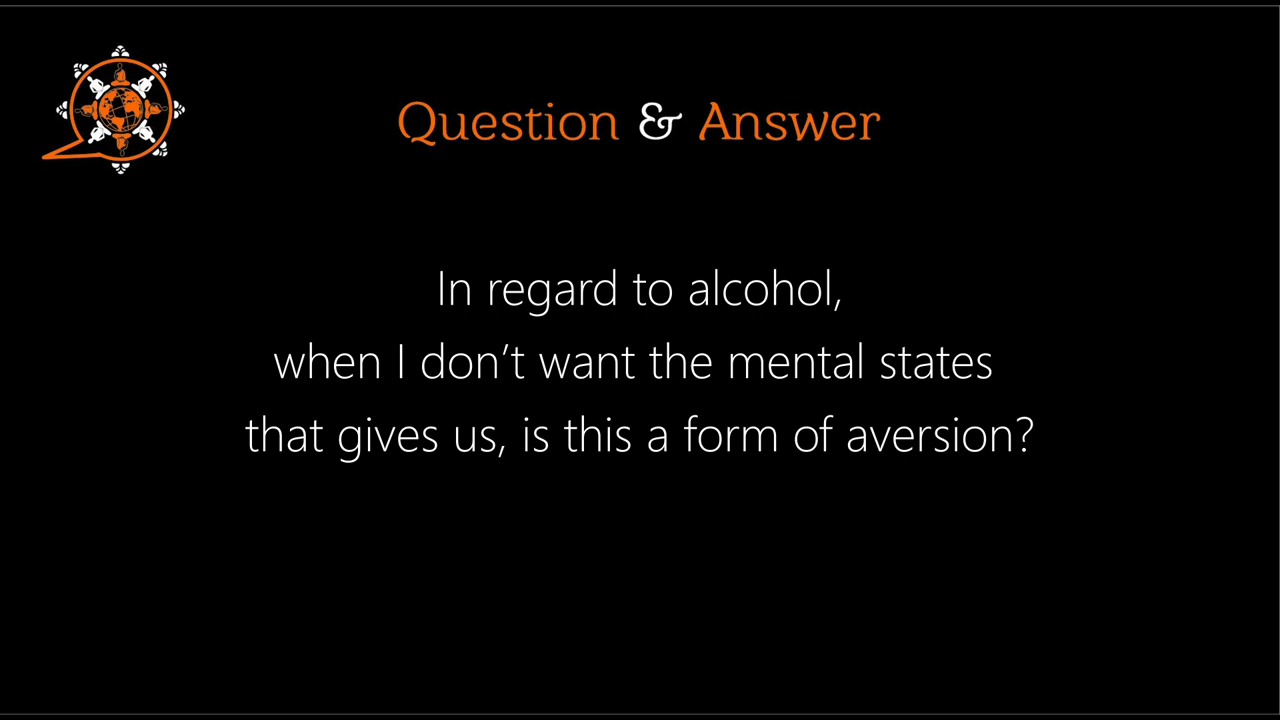 Question & Answer
In regard to alcohol,
when I don’t want the mental states
that gives us, is this a form of aversion?